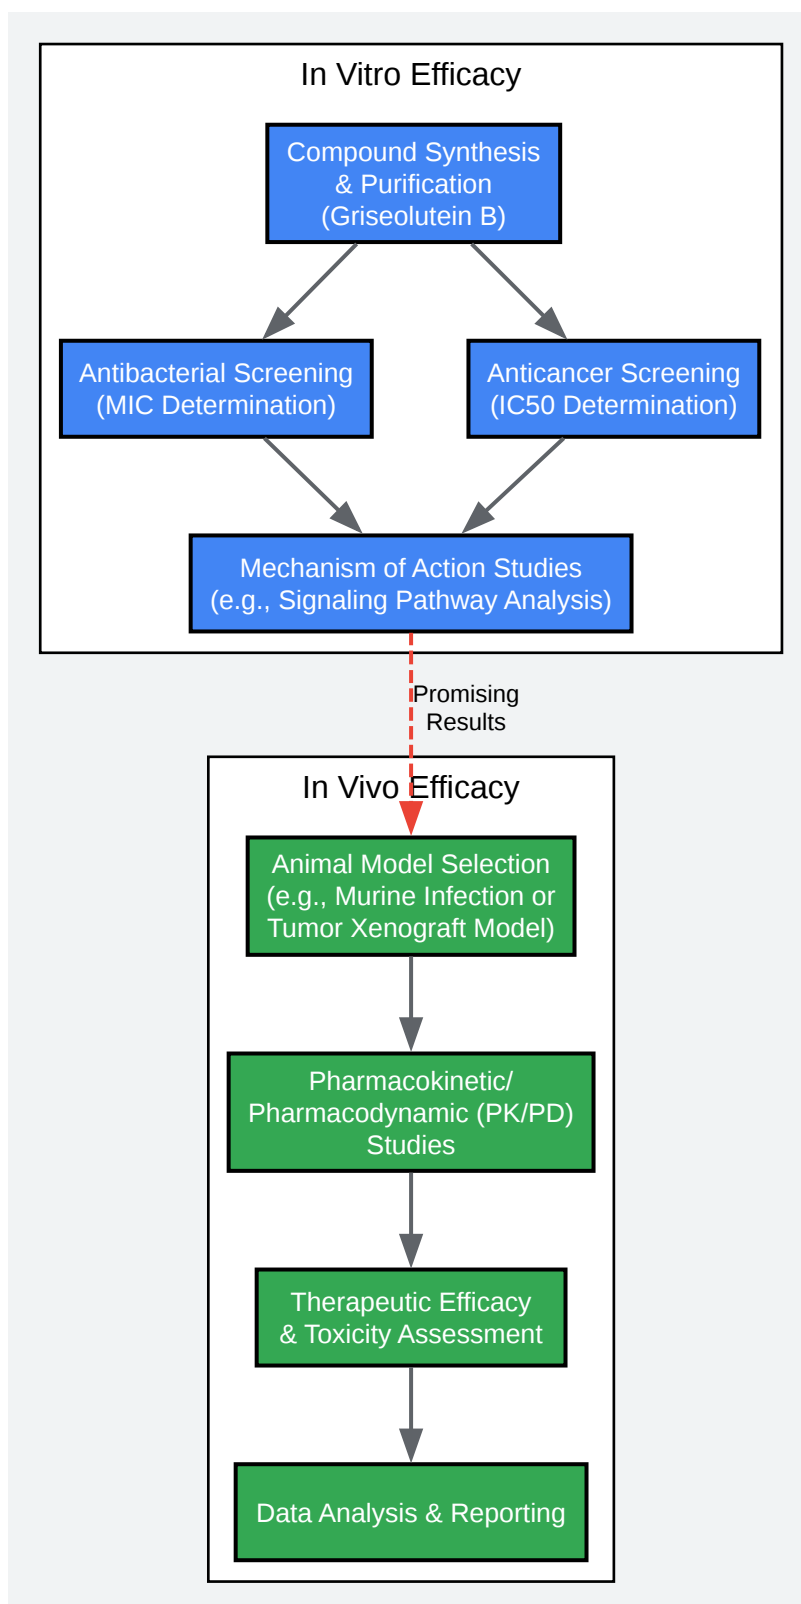 In Vitro Efficacy
Compound Synthesis
& Purification
(Griseolutein B)
Antibacterial Screening
(MIC Determination)
Anticancer Screening
(IC50 Determination)
Mechanism of Action Studies
(e.g., Signaling Pathway Analysis)
Promising
Results
In Vivo Efficacy
Animal Model Selection
(e.g., Murine Infection or
Tumor Xenograft Model)
Pharmacokinetic/
Pharmacodynamic (PK/PD)
Studies
Therapeutic Efficacy
& Toxicity Assessment
Data Analysis & Reporting